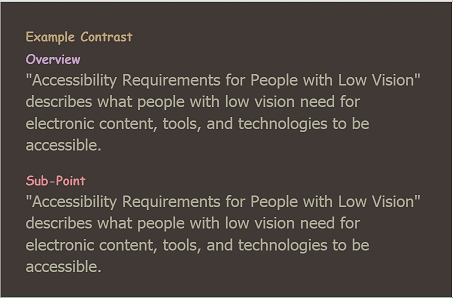 Example Contrast
Overview
"Accessibility Requirements for People with Low Vision"
describes what people with low vision need for
electronic content, tools, and technologies to be
accessible.
Sub-Point
"Accessibility Requirements for People with Low Vision"
describes what people with low vision need for
electronic content, tools, and technologies to be
accessible.